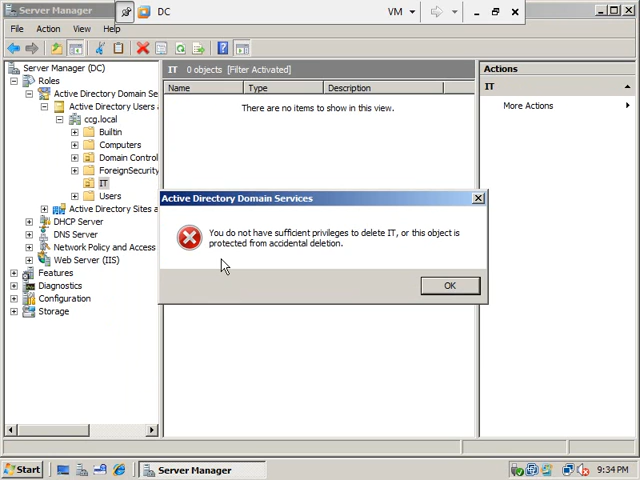 Server Manager (DC)
DC
VM
File Action View Help
Server Manager (DC)
Roles
Active Directory Domain Se
Active Directory Users
ccg.local
Builtin
Computers
Domain Control
ForeignSecurity
IT
Users
Active Directory Sites a
DHCP Server
DNS Server
Network Policy and Access
Web Server (IIS)
Features
Diagnostics
Configuration
Storage
IT 0 objects [Filter Activated]
Name Type Description
There are no items to show in this view.
Actions
IT
More Actions
Active Directory Domain Services
You do not have sufficient privileges to delete IT, or this object is
protected from accidental deletion.
OK
Start
Server Manager
9:34 PM